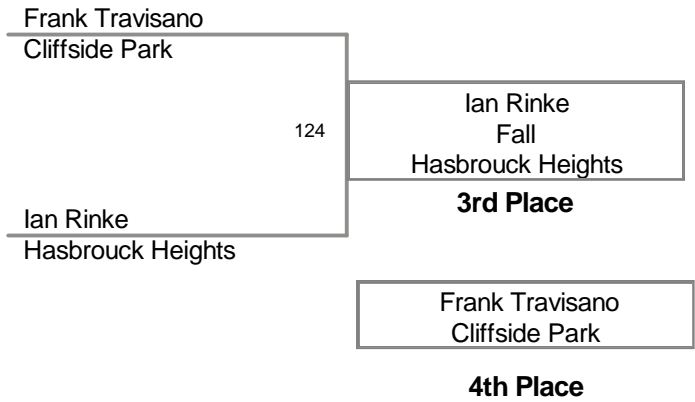 Frank Travisano
Cliffside Park
124
Ian Rinke
Fall
Hasbrouck Heights
3rd Place
Ian Rinke
Hasbrouck Heights
Frank Travisano
Cliffside Park
4th Place